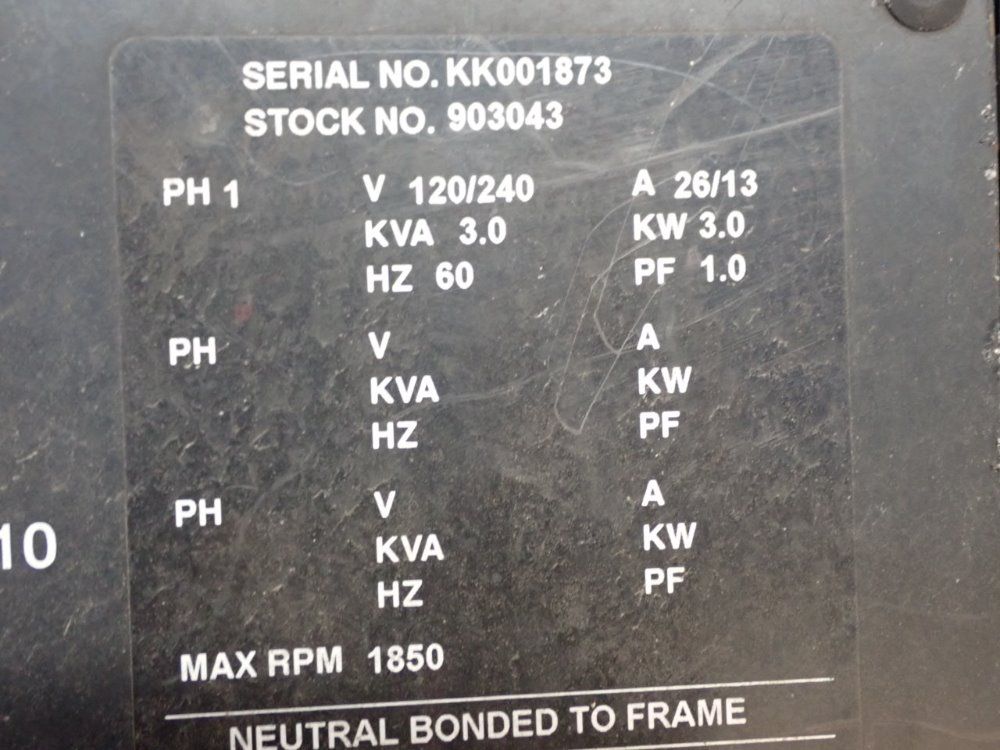 SERIAL NO. KK001873
STOCK NO. 903043
PH 1 V 120/240 A 26/13
KVA 3.0 KW 3.0
HZ 60 PF 1.0
PH V A
KVA KW
HZ PF
PH V A
10
KVA KW
HZ PF
MAX RPM 1850
NEUTRAL BONDED TO FRAME